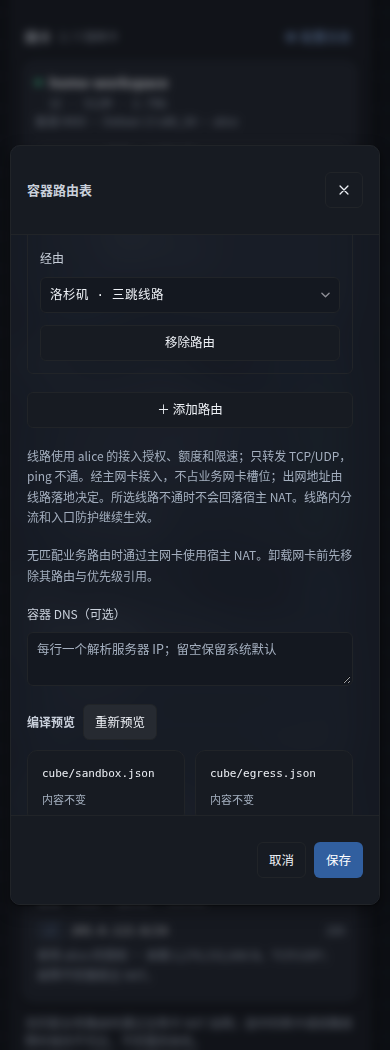 容器路由表
经由
洛杉矶 · 三跳线路
移除路由
＋ 添加路由
线路使用 alice 的接入授权、额度和限速；只转发 TCP/UDP，
ping 不通。经主网卡接入，不占业务网卡槽位；出网地址由
线路落地决定。所选线路不通时不会回落宿主 NAT。线路内分
流和入口防护继续生效。
无匹配业务路由时通过主网卡使用宿主 NAT。卸载网卡前先移
除其路由与优先级引用。
容器 DNS（可选）
每行一个解析服务器 IP；留空保留系统默认
编译预览 重新预览
cube/sandbox.json cube/egress.json
内容不变 内容不变
取消 保存